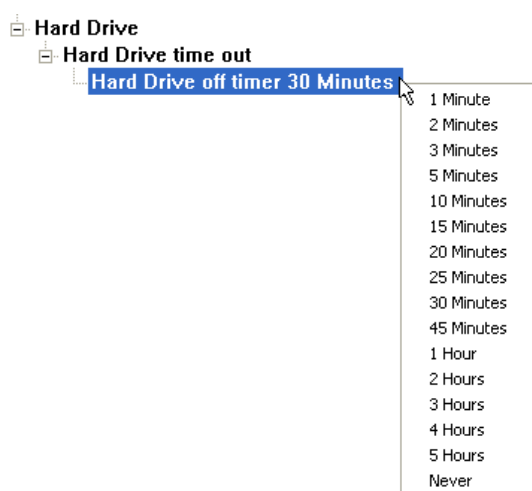 Hard Drive
Hard Drive time out
Hard Drive off timer 30 Minutes
1 Minute
2 Minutes
3 Minutes
5 Minutes
10 Minutes
15 Minutes
20 Minutes
25 Minutes
30 Minutes
45 Minutes
1 Hour
2 Hours
3 Hours
4 Hours
5 Hours
Never